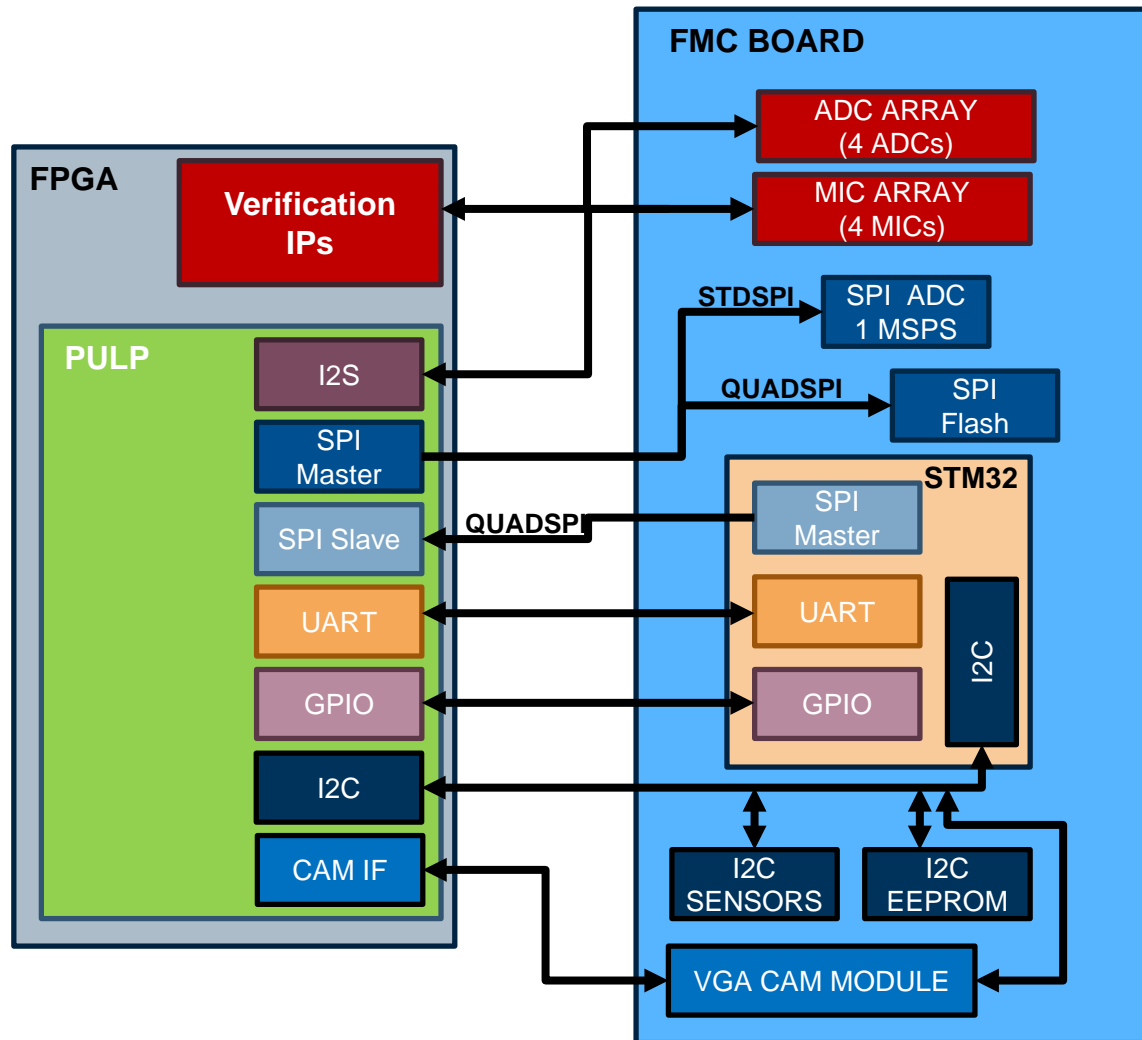 FMC BOARD
ADC ARRAY
(4 ADCs)
MIC ARRAY
(4 MICs)
FPGA
Verification
IPs
STDSPI
SPI ADC
1 MSPS
PULP
I2S
QUADSPI
SPI
Flash
SPI
Master
STM32
SPI
Master
QUADSPI
SPI Slave
UART
UART
I2C
GPIO
GPIO
I2C
CAM IF
I2C
SENSORS
I2C
EEPROM
VGA CAM MODULE